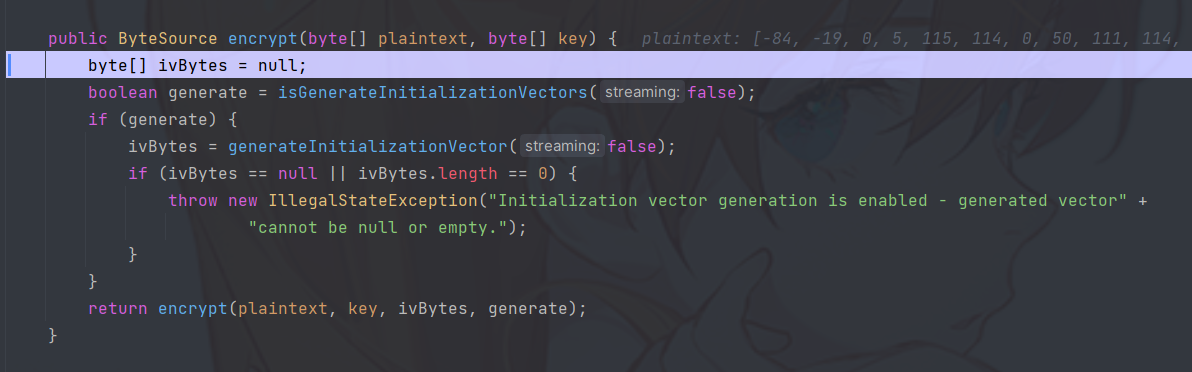 public ByteSource encrypt(byte[] plaintext, byte[] key) {   plaintext: [-84, -19, 0, 5, 115, 114, 0, 50, 111, 114,
    byte[] ivBytes = null;
    boolean generate = isGenerateInitializationVectors( streaming: false);
    if (generate) {
        ivBytes = generateInitializationVector( streaming: false);
        if (ivBytes == null || ivBytes.length == 0) {
            throw new IllegalStateException("Initialization vector generation is enabled - generated vector" +
                    "cannot be null or empty.");
        }
    }
    return encrypt(plaintext, key, ivBytes, generate);
}